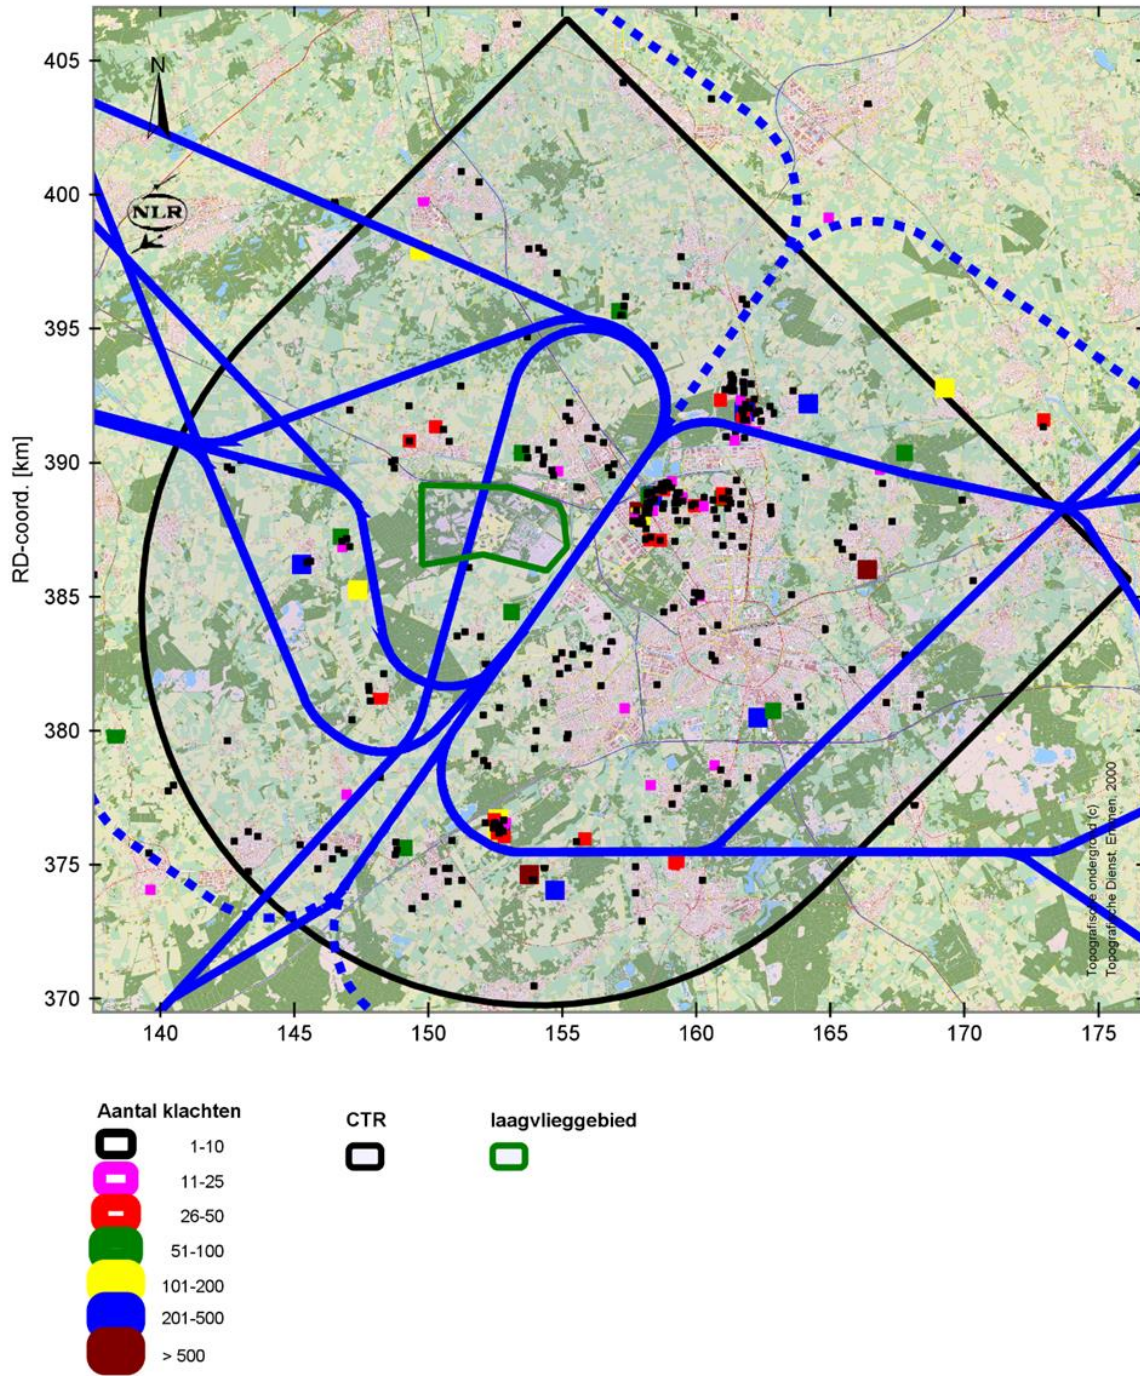 405
N
400
NLR
395
390
RD-coord. [km]
385
380
375
370
140
145
150
155
160
165
170
175
Topografische ondergrond (c)
Topografische Dienst, Emmen, 2000
Aantal klachten
1-10
11-25
26-50
51-100
101-200
201-500
> 500
CTR
laagvlieggebied